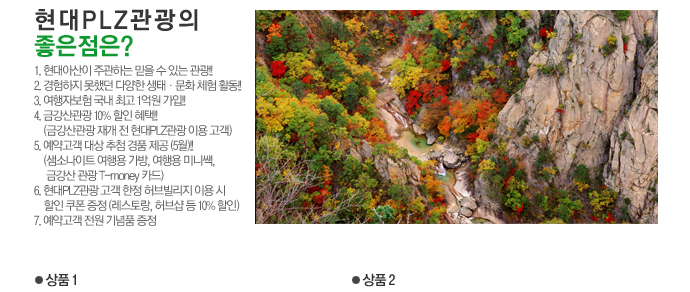 현대PLZ관광의
좋은점은?
1. 현대아산이 주관하는 믿을 수 있는 관광!!
2. 경험하지 못했던 다양한 생태ㆍ문화 체험 활동!!
3. 여행자보험 국내 최고 1억원 가입!!
4. 금강산관광 10% 할인 혜택!!
(금강산관광 재개 전 현대PLZ관광 이용 고객)
5. 예약고객 대상 추첨 경품 제공 (5월)!!
(샘소나이트 여행용 가방, 여행용 미니쌕,
금강산 관광 T-money 카드)
6. 현대PLZ관광 고객 한정 허브빌리지 이용 시
할인 쿠폰 증정 (레스토랑, 허브샵 등 10% 할인)
7. 예약고객 전원 기념품 증정
● 상품 1
● 상품 2